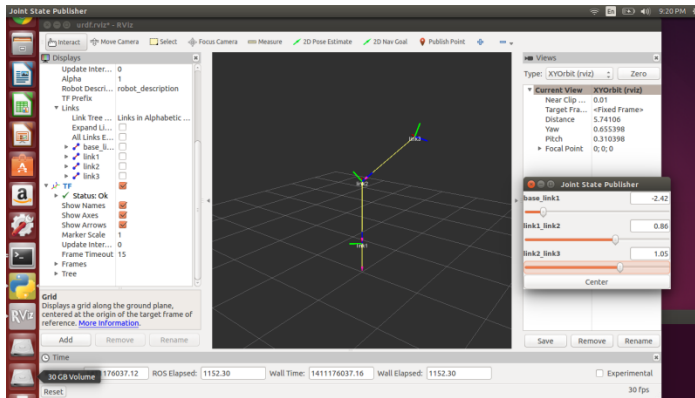 Joint State Publisher
En
9:20 PM
urdf.rviz* - RViz
Interact
Move Camera
Select
Focus Camera
Measure
2D Pose Estimate
2D Nav Goal
Publish Point
Displays
Update Inter... 0
Alpha 1
Robot Descri... robot_description
TF Prefix
Links
Link Tree ... Links in Alphabetic ...
Expand Li...
All Links E...
base_li...
link1
link2
link3
TF
Status: Ok
Show Names
Show Axes
Show Arrows
Marker Scale 1
Update Inter... 0
Frame Timeout 15
Frames
Tree
Grid
Displays a grid along the ground plane,
centered at the origin of the target frame of
reference. More Information.
Add
Remove
Rename
link3
link2
link1
Views
Type: XYOrbit (rviz)
Zero
Current View XYOrbit (rviz)
Near Clip ... 0.01
Target Fra... <Fixed Frame>
Distance 5.74106
Yaw 0.655398
Pitch 0.310398
Focal Point 0; 0; 0
Joint State Publisher
base_link1 -2.42
link1_link2 0.86
link2_link3 1.05
Center
Save
Remove
Rename
Time
30 GB Volume
176037.12
ROS Elapsed: 1152.30
Wall Time: 1411176037.16
Wall Elapsed: 1152.30
Experimental
Reset
30 fps
RViz
a